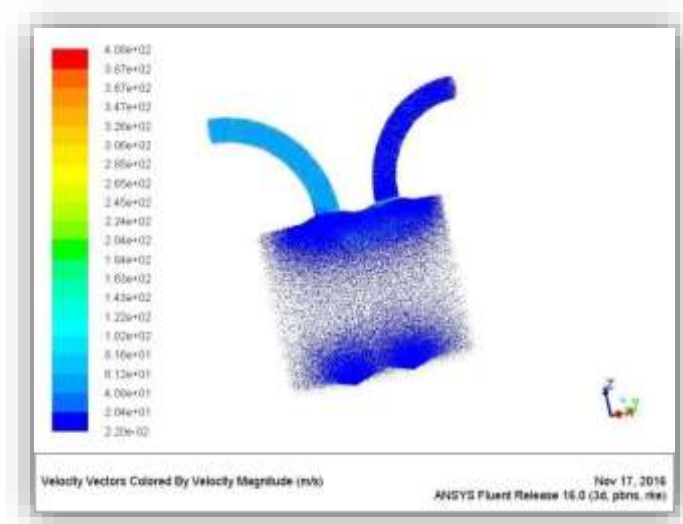 4.08e+02
3.87e+02
3.67e+02
3.47e+02
3.26e+02
3.06e+02
2.85e+02
2.65e+02
2.45e+02
2.24e+02
2.04e+02
1.84e+02
1.63e+02
1.43e+02
1.22e+02
1.02e+02
8.16e+01
6.12e+01
4.08e+01
2.04e+01
2.20e-02
Z
Y
X
Velocity Vectors Colored By Velocity Magnitude (m/s)
Nov 17, 2016
ANSYS Fluent Release 16.0 (3d, pbns, rke)